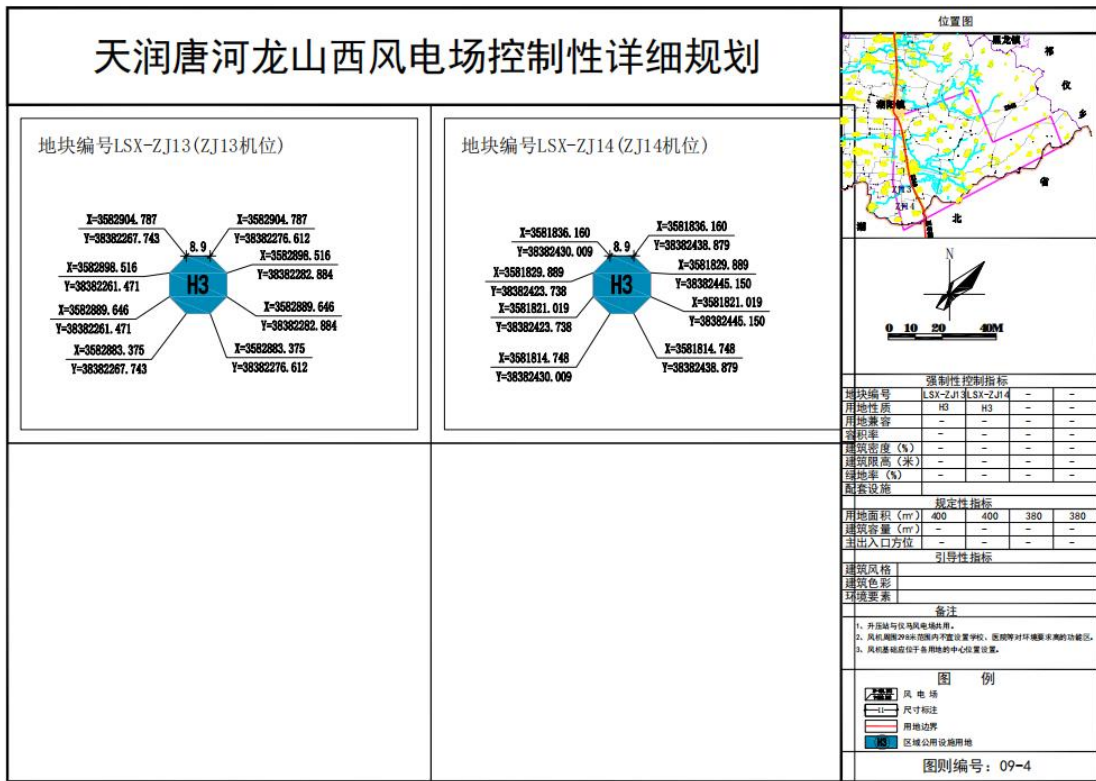 天润唐河龙山西风电场控制性详细规划
地块编号LSX-ZJ13(ZJ13机位)
X=3582904.787
Y=38382267.743
X=3582904.787
Y=38382276.612
8.9
X=3582898.516
Y=38382261.471
X=3582898.516
Y=38382282.884
H3
X=3582889.646
Y=38382261.471
X=3582889.646
Y=38382282.884
X=3582883.375
Y=38382267.743
X=3582883.375
Y=38382276.612
地块编号LSX-ZJ14(ZJ14机位)
X=3581836.160
Y=38382430.009
X=3581836.160
Y=38382438.879
8.9
X=3581829.889
Y=38382423.738
X=3581829.889
Y=38382445.150
H3
X=3581821.019
Y=38382423.738
X=3581821.019
Y=38382445.150
X=3581814.748
Y=38382430.009
X=3581814.748
Y=38382438.879
位置图
黑龙镇
祁
仪
乡
湖阳镇
省
北
湖
N
0 10 20 40M
强制性控制指标
地块编号 LSX-ZJ13 LSX-ZJ14 - -
用地性质 H3 H3 - -
用地兼容 - - - -
容积率 - - - -
建筑密度(%) - - - -
建筑限高(米) - - - -
绿地率(%) - - - -
配套设施
规定性指标
用地面积(㎡) 400 400 380 380
建筑容量(㎡) - - - -
主出入口方位 - - - -
引导性指标
建筑风格
建筑色彩
环境要素
备注
1、升压站与仪马风电场共用。
2、风机周围298米范围内不宜设置学校、医院等对环境要求高的功能区。
3、风机基础应位于各用地的中心位置设置。
图 例
风 电 场
尺寸标注
用地边界
H3 区域公用设施用地
图则编号：09-4